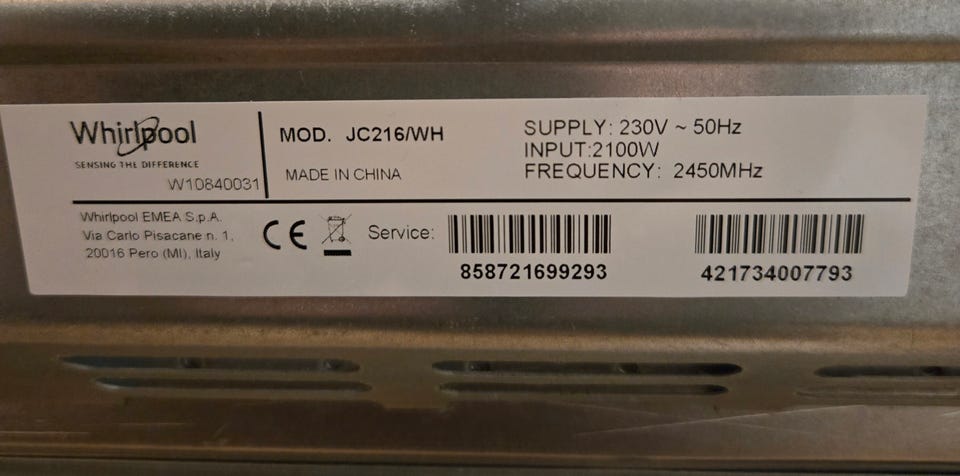 Whirlpool
SENSING THE DIFFERENCE
W10840031
MOD. JC216/WH
MADE IN CHINA
SUPPLY: 230V ~ 50Hz
INPUT:2100W
FREQUENCY: 2450MHz
Whirlpool EMEA S.p.A.
Via Carlo Pisacane n. 1,
20016 Pero (MI), Italy
CE
Service:
858721699293
421734007793